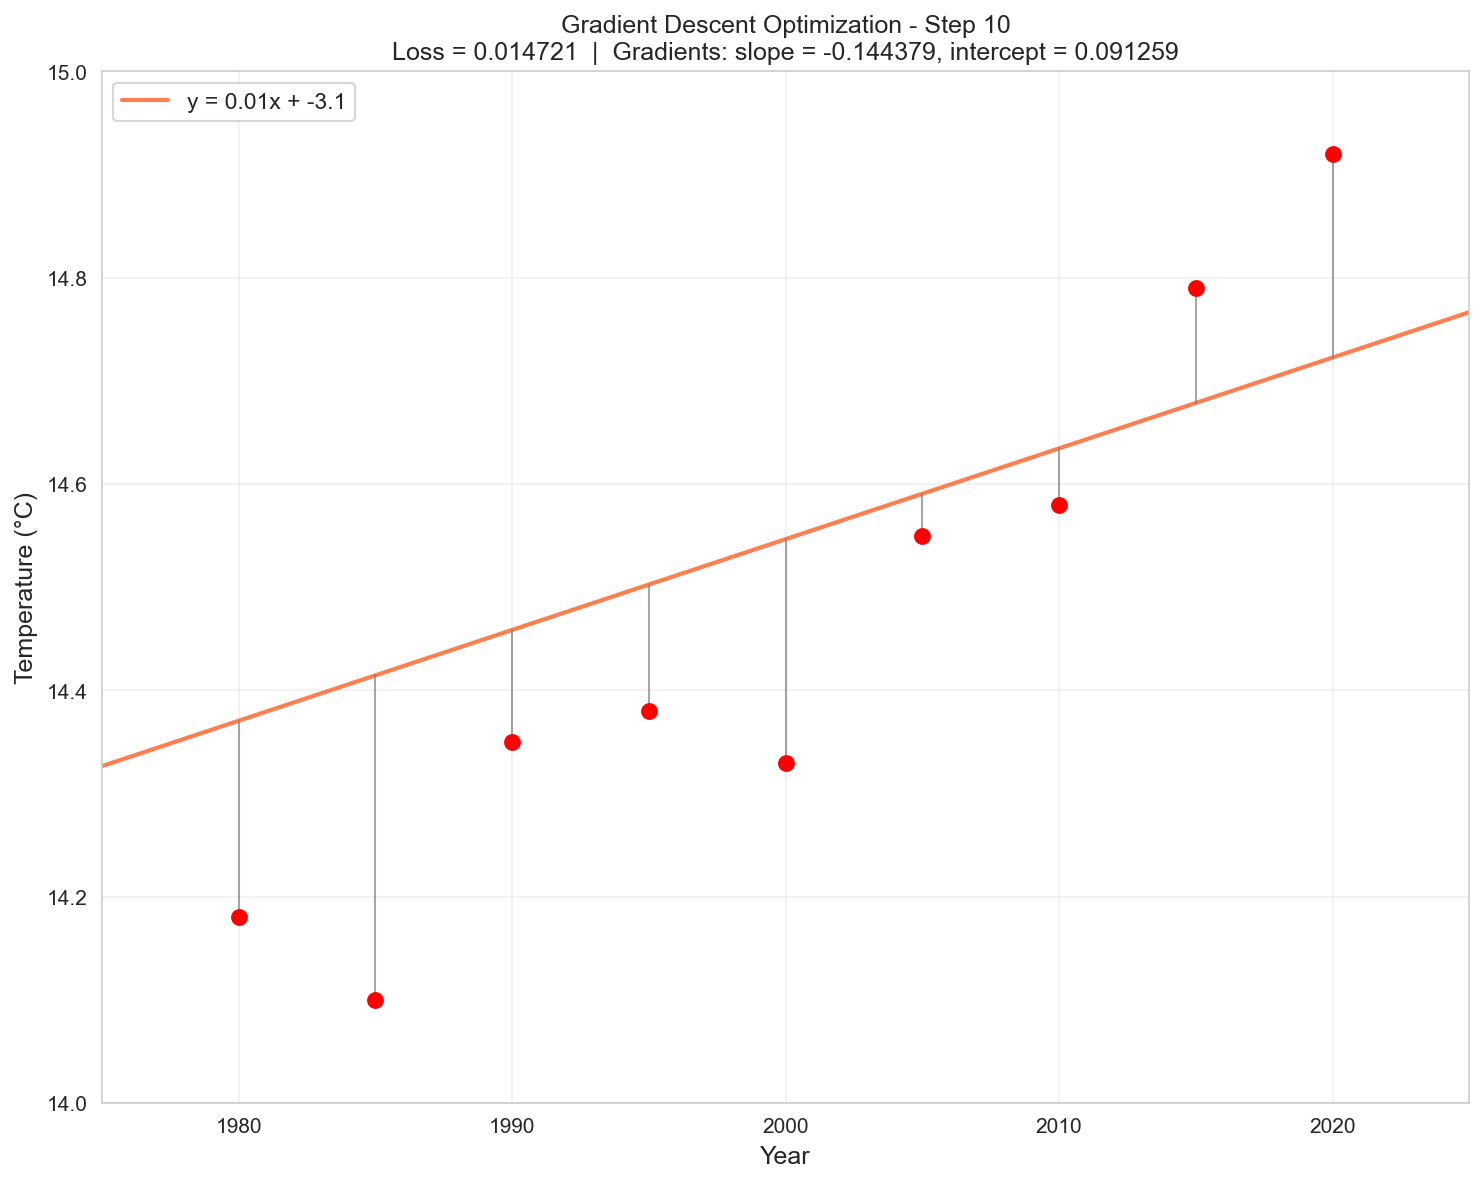 Gradient Descent Optimization - Step 10
Loss = 0.014721 | Gradients: slope = -0.144379, intercept = 0.091259
y = 0.01x + -3.1
15.0
14.8
14.6
14.4
14.2
14.0
Temperature (°C)
1980 1990 2000 2010 2020
Year